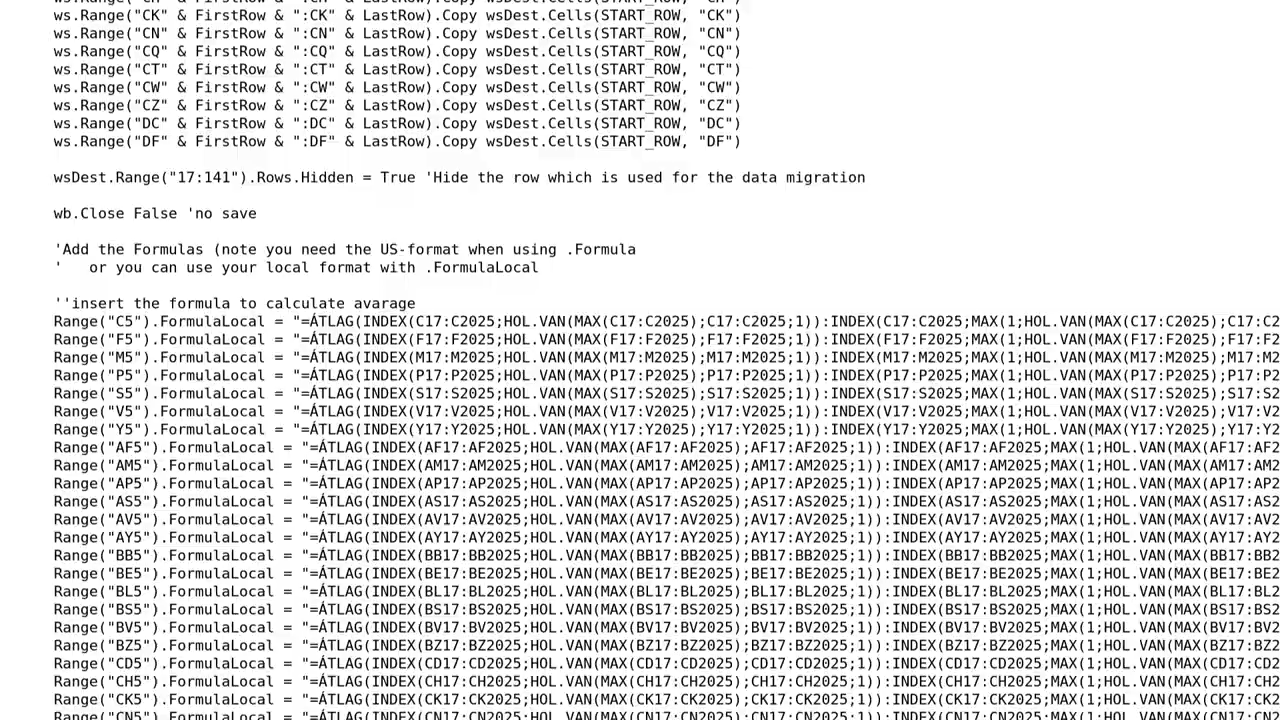 ws.Range("CK" & FirstRow & ":CK" & LastRow).Copy wsDest.Cells(START_ROW, "CK")
ws.Range("CN" & FirstRow & ":CN" & LastRow).Copy wsDest.Cells(START_ROW, "CN")
ws.Range("CQ" & FirstRow & ":CQ" & LastRow).Copy wsDest.Cells(START_ROW, "CQ")
ws.Range("CT" & FirstRow & ":CT" & LastRow).Copy wsDest.Cells(START_ROW, "CT")
ws.Range("CW" & FirstRow & ":CW" & LastRow).Copy wsDest.Cells(START_ROW, "CW")
ws.Range("CZ" & FirstRow & ":CZ" & LastRow).Copy wsDest.Cells(START_ROW, "CZ")
ws.Range("DC" & FirstRow & ":DC" & LastRow).Copy wsDest.Cells(START_ROW, "DC")
ws.Range("DF" & FirstRow & ":DF" & LastRow).Copy wsDest.Cells(START_ROW, "DF")
wsDest.Range("17:141").Rows.Hidden = True 'Hide the row which is used for the data migration
wb.Close False 'no save
'Add the Formulas (note you need the US-format when using .Formula
'   or you can use your local format with .FormulaLocal
''insert the formula to calculate avarage
Range("C5").FormulaLocal = "=ÁTLAG(INDEX(C17:C2025;HOL.VAN(MAX(C17:C2025);C17:C2025;1)):INDEX(C17:C2025;MAX(1;HOL.VAN(MAX(C17:C2025);C17:C2
Range("F5").FormulaLocal = "=ÁTLAG(INDEX(F17:F2025;HOL.VAN(MAX(F17:F2025);F17:F2025;1)):INDEX(F17:F2025;MAX(1;HOL.VAN(MAX(F17:F2025);F17:F2
Range("M5").FormulaLocal = "=ÁTLAG(INDEX(M17:M2025;HOL.VAN(MAX(M17:M2025);M17:M2025;1)):INDEX(M17:M2025;MAX(1;HOL.VAN(MAX(M17:M2025);M17:M2
Range("P5").FormulaLocal = "=ÁTLAG(INDEX(P17:P2025;HOL.VAN(MAX(P17:P2025);P17:P2025;1)):INDEX(P17:P2025;MAX(1;HOL.VAN(MAX(P17:P2025);P17:P2
Range("S5").FormulaLocal = "=ÁTLAG(INDEX(S17:S2025;HOL.VAN(MAX(S17:S2025);S17:S2025;1)):INDEX(S17:S2025;MAX(1;HOL.VAN(MAX(S17:S2025);S17:S2
Range("V5").FormulaLocal = "=ÁTLAG(INDEX(V17:V2025;HOL.VAN(MAX(V17:V2025);V17:V2025;1)):INDEX(V17:V2025;MAX(1;HOL.VAN(MAX(V17:V2025);V17:V2
Range("Y5").FormulaLocal = "=ÁTLAG(INDEX(Y17:Y2025;HOL.VAN(MAX(Y17:Y2025);Y17:Y2025;1)):INDEX(Y17:Y2025;MAX(1;HOL.VAN(MAX(Y17:Y2025);Y17:Y2
Range("AF5").FormulaLocal = "=ÁTLAG(INDEX(AF17:AF2025;HOL.VAN(MAX(AF17:AF2025);AF17:AF2025;1)):INDEX(AF17:AF2025;MAX(1;HOL.VAN(MAX(AF17:AF2
Range("AM5").FormulaLocal = "=ÁTLAG(INDEX(AM17:AM2025;HOL.VAN(MAX(AM17:AM2025);AM17:AM2025;1)):INDEX(AM17:AM2025;MAX(1;HOL.VAN(MAX(AM17:AM2
Range("AP5").FormulaLocal = "=ÁTLAG(INDEX(AP17:AP2025;HOL.VAN(MAX(AP17:AP2025);AP17:AP2025;1)):INDEX(AP17:AP2025;MAX(1;HOL.VAN(MAX(AP17:AP2
Range("AS5").FormulaLocal = "=ÁTLAG(INDEX(AS17:AS2025;HOL.VAN(MAX(AS17:AS2025);AS17:AS2025;1)):INDEX(AS17:AS2025;MAX(1;HOL.VAN(MAX(AS17:AS2
Range("AV5").FormulaLocal = "=ÁTLAG(INDEX(AV17:AV2025;HOL.VAN(MAX(AV17:AV2025);AV17:AV2025;1)):INDEX(AV17:AV2025;MAX(1;HOL.VAN(MAX(AV17:AV2
Range("AY5").FormulaLocal = "=ÁTLAG(INDEX(AY17:AY2025;HOL.VAN(MAX(AY17:AY2025);AY17:AY2025;1)):INDEX(AY17:AY2025;MAX(1;HOL.VAN(MAX(AY17:AY2
Range("BB5").FormulaLocal = "=ÁTLAG(INDEX(BB17:BB2025;HOL.VAN(MAX(BB17:BB2025);BB17:BB2025;1)):INDEX(BB17:BB2025;MAX(1;HOL.VAN(MAX(BB17:BB2
Range("BE5").FormulaLocal = "=ÁTLAG(INDEX(BE17:BE2025;HOL.VAN(MAX(BE17:BE2025);BE17:BE2025;1)):INDEX(BE17:BE2025;MAX(1;HOL.VAN(MAX(BE17:BE2
Range("BL5").FormulaLocal = "=ÁTLAG(INDEX(BL17:BL2025;HOL.VAN(MAX(BL17:BL2025);BL17:BL2025;1)):INDEX(BL17:BL2025;MAX(1;HOL.VAN(MAX(BL17:BL2
Range("BS5").FormulaLocal = "=ÁTLAG(INDEX(BS17:BS2025;HOL.VAN(MAX(BS17:BS2025);BS17:BS2025;1)):INDEX(BS17:BS2025;MAX(1;HOL.VAN(MAX(BS17:BS2
Range("BV5").FormulaLocal = "=ÁTLAG(INDEX(BV17:BV2025;HOL.VAN(MAX(BV17:BV2025);BV17:BV2025;1)):INDEX(BV17:BV2025;MAX(1;HOL.VAN(MAX(BV17:BV2
Range("BZ5").FormulaLocal = "=ÁTLAG(INDEX(BZ17:BZ2025;HOL.VAN(MAX(BZ17:BZ2025);BZ17:BZ2025;1)):INDEX(BZ17:BZ2025;MAX(1;HOL.VAN(MAX(BZ17:BZ2
Range("CD5").FormulaLocal = "=ÁTLAG(INDEX(CD17:CD2025;HOL.VAN(MAX(CD17:CD2025);CD17:CD2025;1)):INDEX(CD17:CD2025;MAX(1;HOL.VAN(MAX(CD17:CD2
Range("CH5").FormulaLocal = "=ÁTLAG(INDEX(CH17:CH2025;HOL.VAN(MAX(CH17:CH2025);CH17:CH2025;1)):INDEX(CH17:CH2025;MAX(1;HOL.VAN(MAX(CH17:CH2
Range("CK5").FormulaLocal = "=ÁTLAG(INDEX(CK17:CK2025;HOL.VAN(MAX(CK17:CK2025);CK17:CK2025;1)):INDEX(CK17:CK2025;MAX(1;HOL.VAN(MAX(CK17:CK2